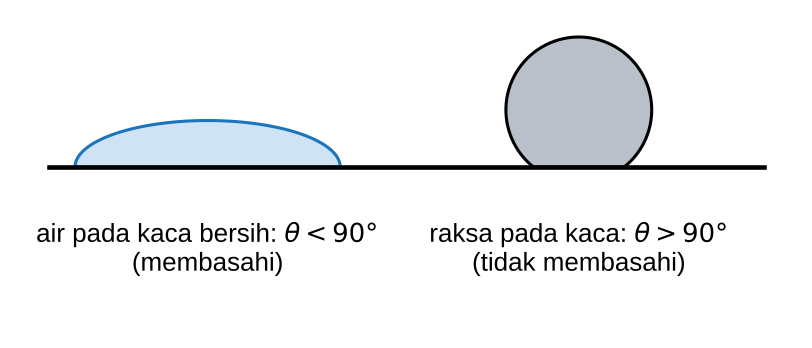 air pada kaca bersih: θ < 90°
(membasahi)
raksa pada kaca: θ > 90°
(tidak membasahi)